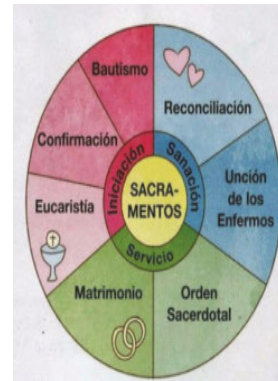 Bautismo
Reconciliación
Confirmación
Unción
de los
Enfermos
Eucaristía
Iniciación
Sanación
SACRA-
MENTOS
Servicio
Matrimonio
Orden
Sacerdotal